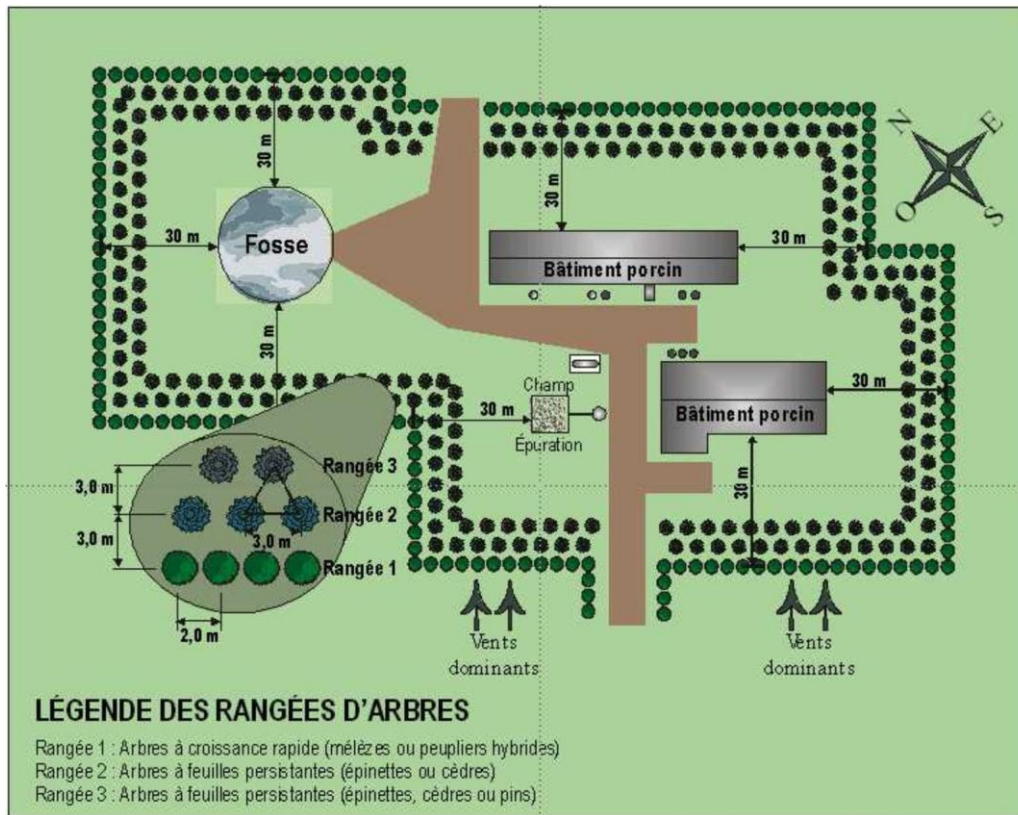 N
E
O
S
30 m
30 m
30 m
30 m
Fosse
30 m
Bâtiment porcin
30 m
Champ
30 m
Épuration
Bâtiment porcin
30 m
30 m
Rangée 3
3,0 m
Rangée 2
3,0 m
3,0 m
Rangée 1
2,0 m
Vents
dominants
Vents
dominants
LÉGENDE DES RANGÉES D'ARBRES
Rangée 1 : Arbres à croissance rapide (mélèzes ou peupliers hybrides)
Rangée 2 : Arbres à feuilles persistantes (épinettes ou cèdres)
Rangée 3 : Arbres à feuilles persistantes (épinettes, cèdres ou pins)